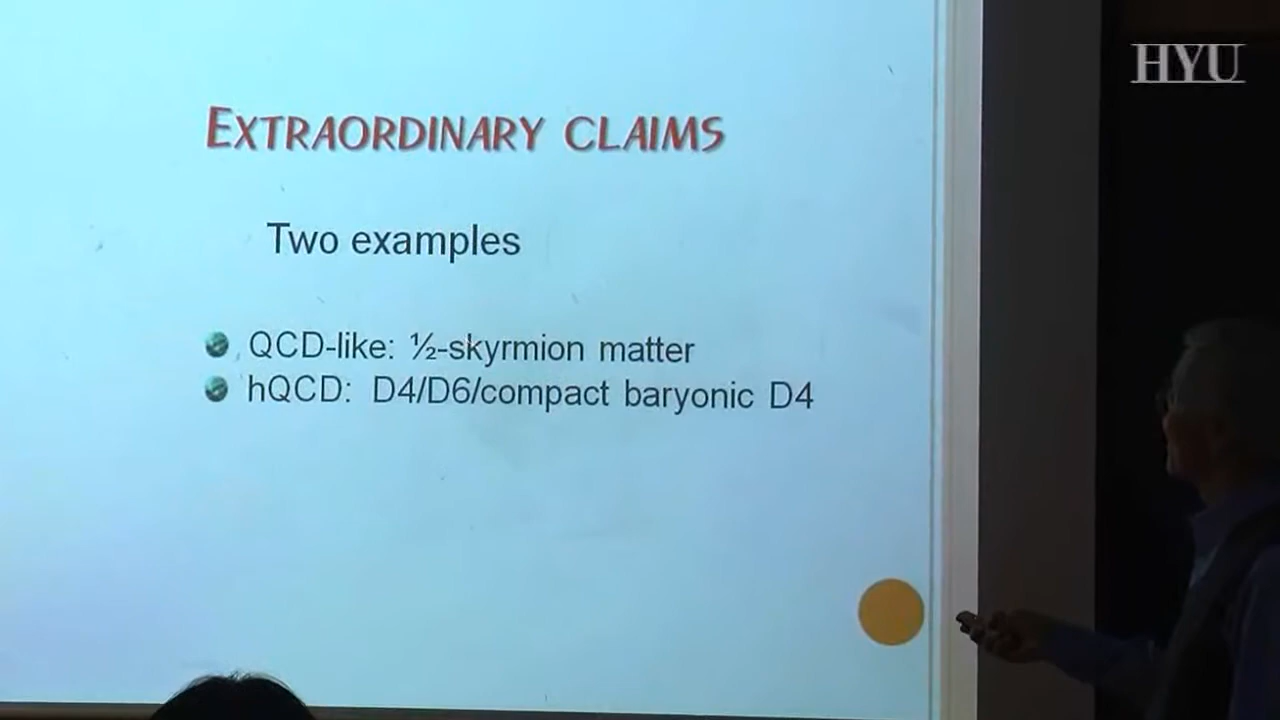 HYU
EXTRAORDINARY CLAIMS
Two examples
QCD-like: ½-skyrmion matter
hQCD: D4/D6/compact baryonic D4